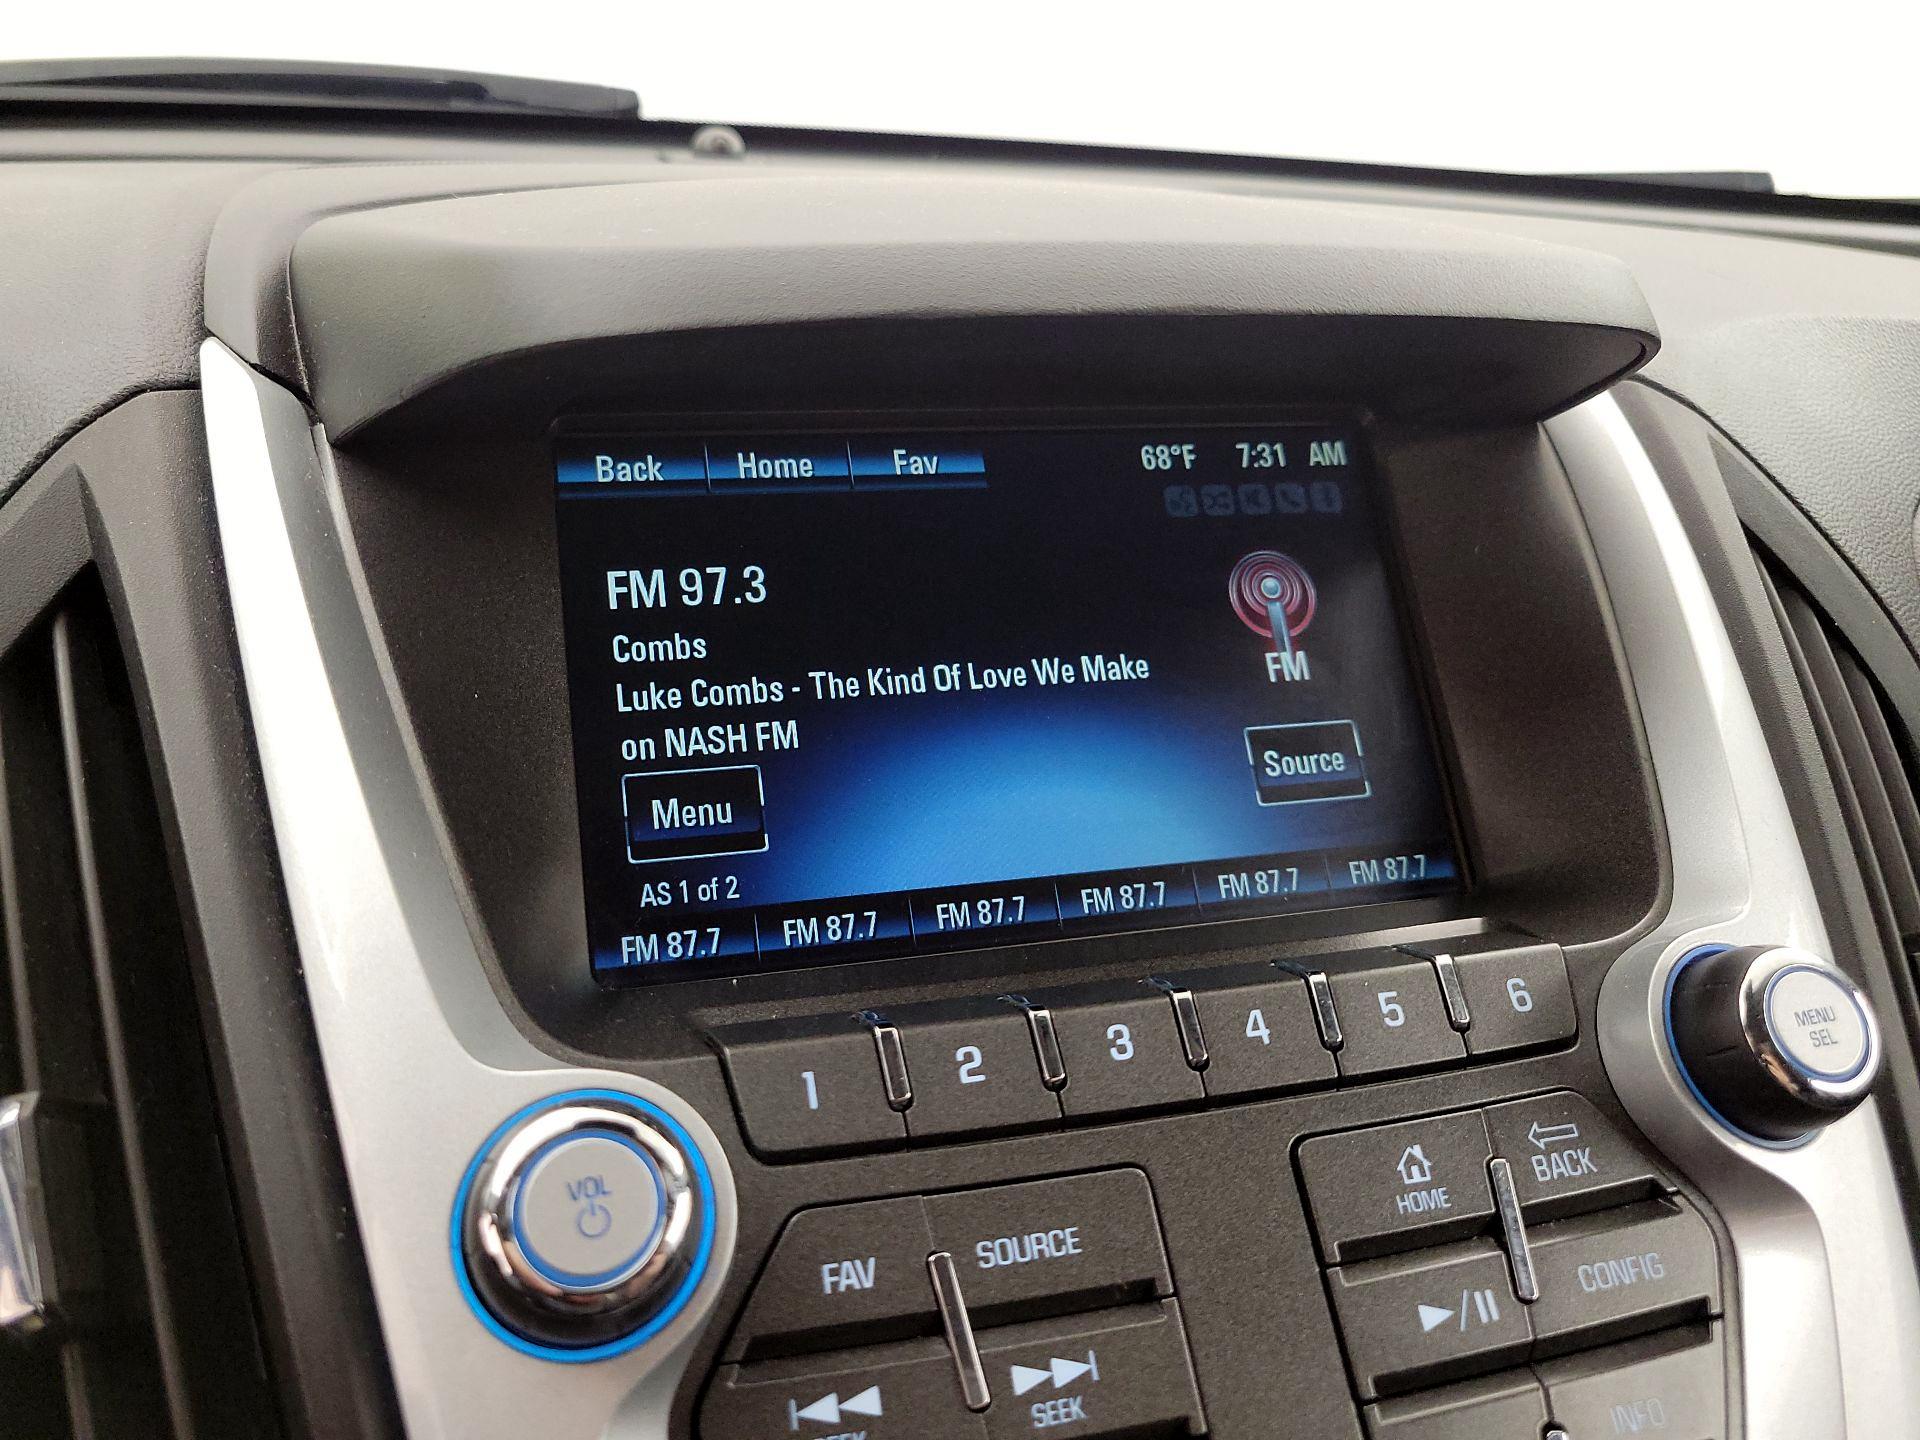 Back Home Fav 68°F 7:31 AM
FM 97.3
Combs
Luke Combs - The Kind Of Love We Make
on NASH FM
FM
Menu
Source
AS 1 of 2
FM 87.7 FM 87.7 FM 87.7 FM 87.7 FM 87.7 FM 87.7
1 2 3 4 5 6
MENU
SEL
VOL
FAV SOURCE
SEEK SEEK
HOME BACK
CONFIG
INFO